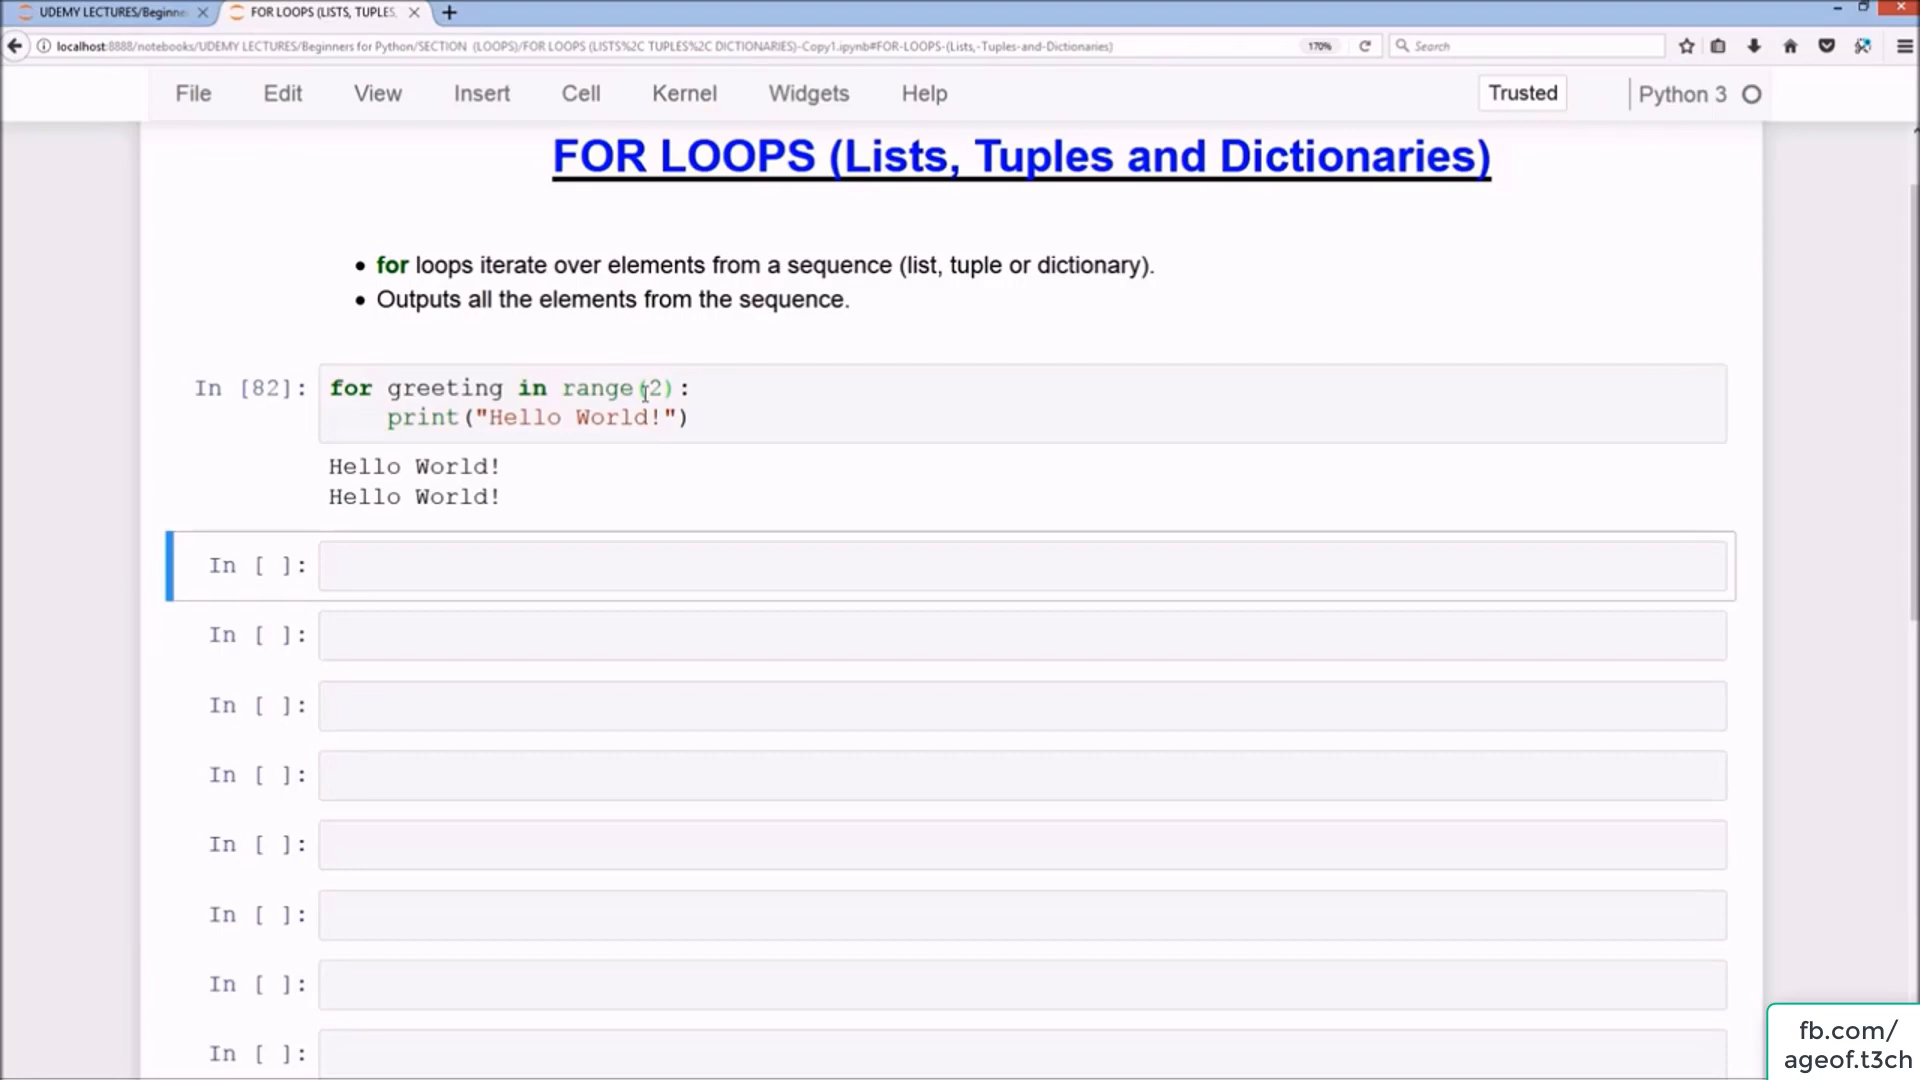 UDEMY LECTURES/Beginne
FOR LOOPS (LISTS, TUPLES,
localhost:8888/notebooks/UDEMY LECTURES/Beginners for Python/SECTION (LOOPS)/FOR LOOPS (LISTS%2C TUPLES%2C DICTIONARIES)-Copy1.ipynb#FOR-LOOPS-(Lists,-Tuples-and-Dictionaries)
170%
Search
File Edit View Insert Cell Kernel Widgets Help
Trusted
Python 3
FOR LOOPS (Lists, Tuples and Dictionaries)
• for loops iterate over elements from a sequence (list, tuple or dictionary).
• Outputs all the elements from the sequence.
In [82]: for greeting in range(2):
print("Hello World!")
Hello World!
Hello World!
In [ ]:
In [ ]:
In [ ]:
In [ ]:
In [ ]:
In [ ]:
In [ ]:
In [ ]:
fb.com/
ageof.t3ch